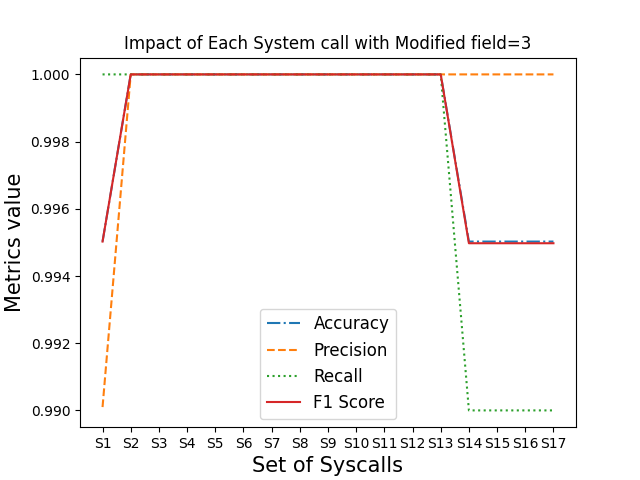 Impact of Each System call with Modified field=3
Metrics value
1.000
0.998
0.996
0.994
0.992
0.990
Accuracy
Precision
Recall
F1 Score
S1 S2 S3 S4 S5 S6 S7 S8 S9 S10 S11 S12 S13 S14 S15 S16 S17
Set of Syscalls